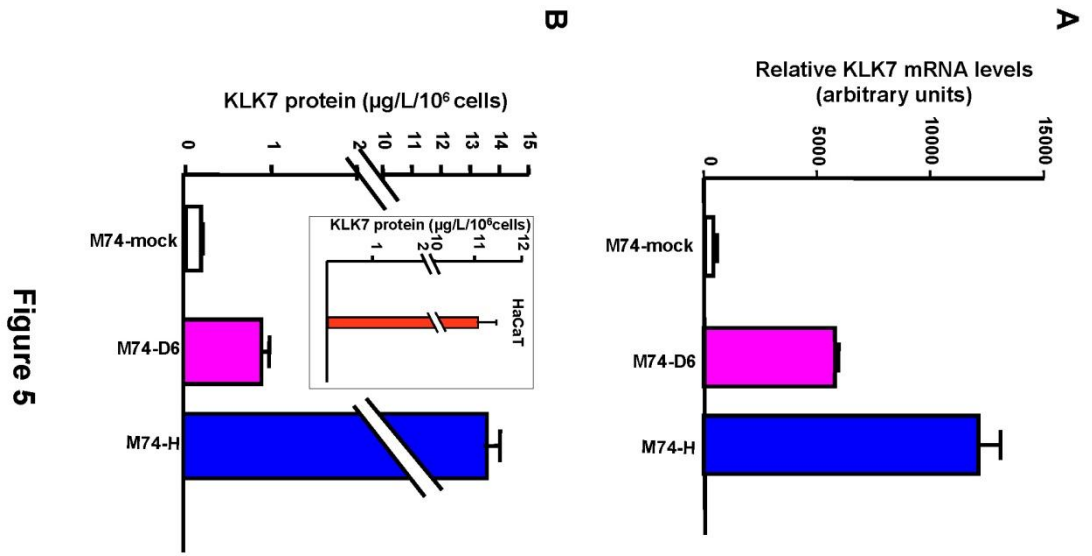 A
Relative KLK7 mRNA levels
(arbitrary units)
15000
10000
5000
0
M74-mock
M74-D6
M74-H
B
KLK7 protein (µg/L/10⁶ cells)
15
14
13
12
11
10
2
1
0
M74-mock
M74-D6
M74-H
KLK7 protein (µg/L/10⁶cells)
12
11
10
2
1
HaCaT
Figure 5